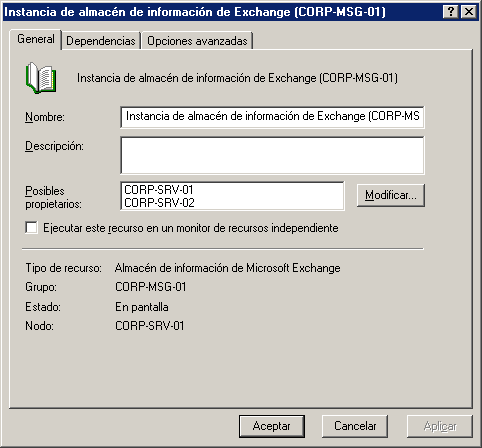 Instancia de almacén de información de Exchange (CORP-MSG-01)
General Dependencias Opciones avanzadas
Instancia de almacén de información de Exchange (CORP-MSG-01)
Nombre: Instancia de almacén de información de Exchange (CORP-MS
Descripción:
Posibles propietarios:
CORP-SRV-01
CORP-SRV-02
Modificar...
Ejecutar este recurso en un monitor de recursos independiente
Tipo de recurso: Almacén de información de Microsoft Exchange
Grupo: CORP-MSG-01
Estado: En pantalla
Nodo: CORP-SRV-01
Aceptar Cancelar Aplicar